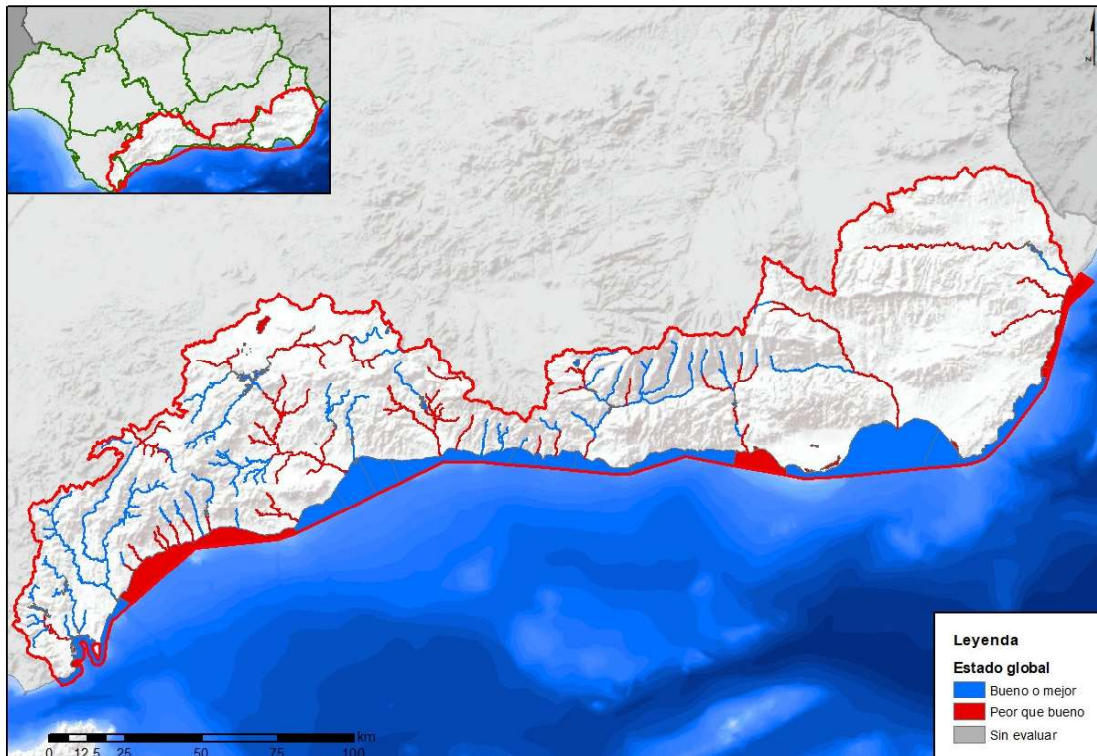 N
Leyenda
Estado global
Bueno o mejor
Peor que bueno
Sin evaluar
km
0 12,5 25 50 75 100